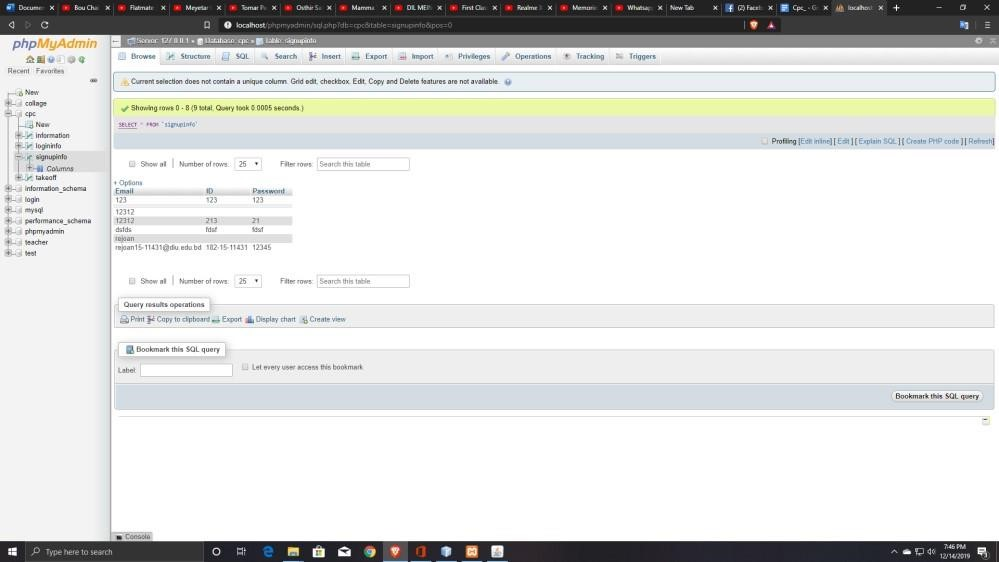 Documen
Bou Chai
Flatmate
Meyetar
Tomar P
Ovihir Sa
Mamma
DIL MEIN
First Clas
Realme X
Memorie
Whatsap
New Tab
(2) Faceb
Cpc_ - G
localhos
localhost/phpmyadmin/sql.php?db=cpc&table=signupinfo&pos=0
phpMyAdmin
Recent Favorites
New
collage
cpc
New
information
logininfo
signupinfo
Columns
takeoff
information_schema
login
mysql
performance_schema
phpmyadmin
teacher
test
Server: 127.0.0.1 » Database: cpc » Table: signupinfo
Browse Structure SQL Search Insert Export Import Privileges Operations Tracking Triggers
Current selection does not contain a unique column. Grid edit, checkbox, Edit, Copy and Delete features are not available.
Showing rows 0 - 8 (9 total, Query took 0.0005 seconds.)
SELECT * FROM `signupinfo`
Profiling [Edit inline] [ Edit ] [ Explain SQL ] [ Create PHP code ] [ Refresh]
Show all Number of rows: 25 Filter rows: Search this table
+ Options
Email ID Password
123 123 123
12312
12312 213 21
dsfds fdsf fdsf
rejoan
rejoan15-11431@diu.edu.bd 182-15-11431 12345
Show all Number of rows: 25 Filter rows: Search this table
Query results operations
Print Copy to clipboard Export Display chart Create view
Bookmark this SQL query
Label: Let every user access this bookmark
Bookmark this SQL query
Console
Type here to search
7:46 PM
12/14/2019